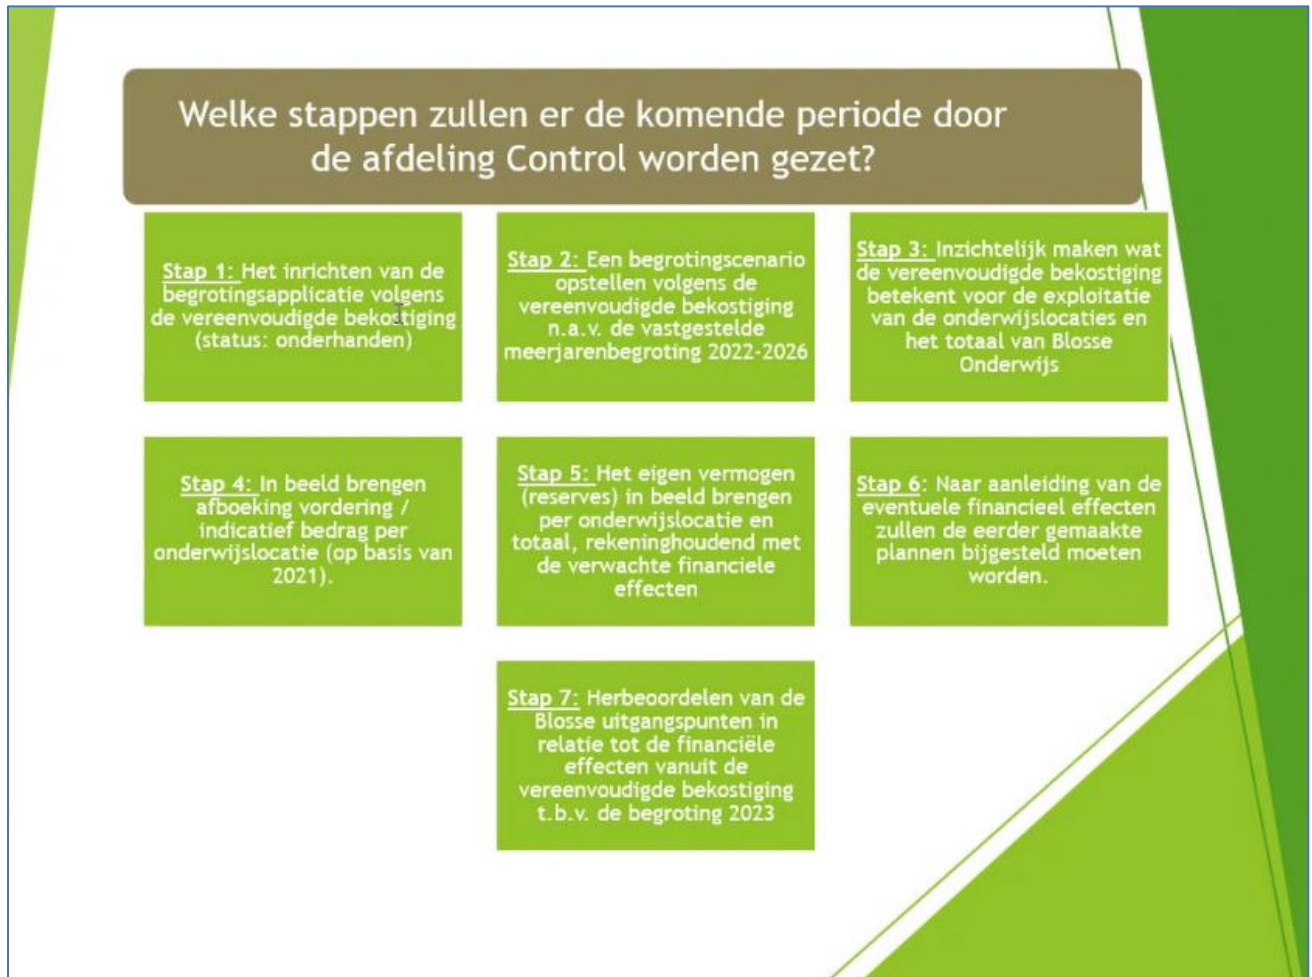 Welke stappen zullen er de komende periode door
de afdeling Control worden gezet?
Stap 1: Het inrichten van de
begrotingsapplicatie volgens
de vereenvoudigde bekostiging
(status: onderhanden)
Stap 2: Een begrotingscenario
opstellen volgens de
vereenvoudigde bekostiging
n.a.v. de vastgestelde
meerjarenbegroting 2022-2026
Stap 3: Inzichtelijk maken wat
de vereenvoudigde bekostiging
betekent voor de exploitatie
van de onderwijslocaties en
het totaal van Blosse
Onderwijs
Stap 4: In beeld brengen
afboeking vordering /
indicatief bedrag per
onderwijslocatie (op basis van
2021).
Stap 5: Het eigen vermogen
(reserves) in beeld brengen
per onderwijslocatie en
totaal, rekeninghoudend met
de verwachte financiele
effecten
Stap 6: Naar aanleiding van de
eventuele financieel effecten
zullen de eerder gemaakte
plannen bijgesteld moeten
worden.
Stap 7: Herbeoordelen van de
Blosse uitgangspunten in
relatie tot de financiële
effecten vanuit de
vereenvoudigde bekostiging
t.b.v. de begroting 2023